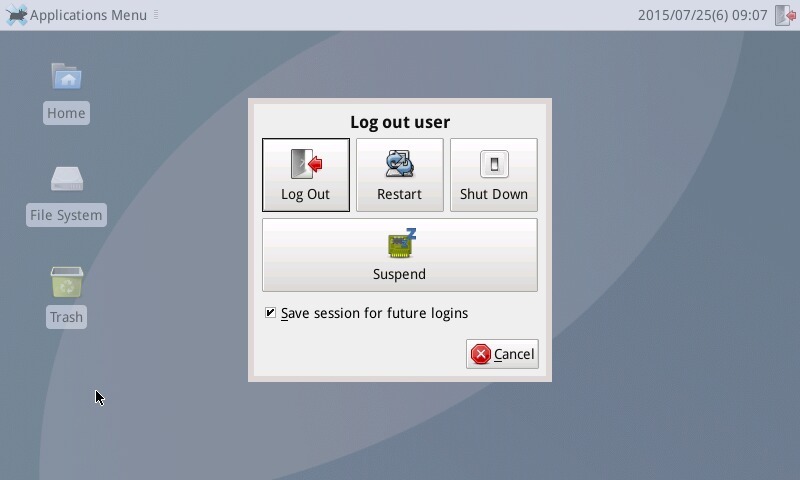 Applications Menu
2015/07/25(6) 09:07
Home
File System
Trash
Log out user
Log Out
Restart
Shut Down
Suspend
Save session for future logins
Cancel